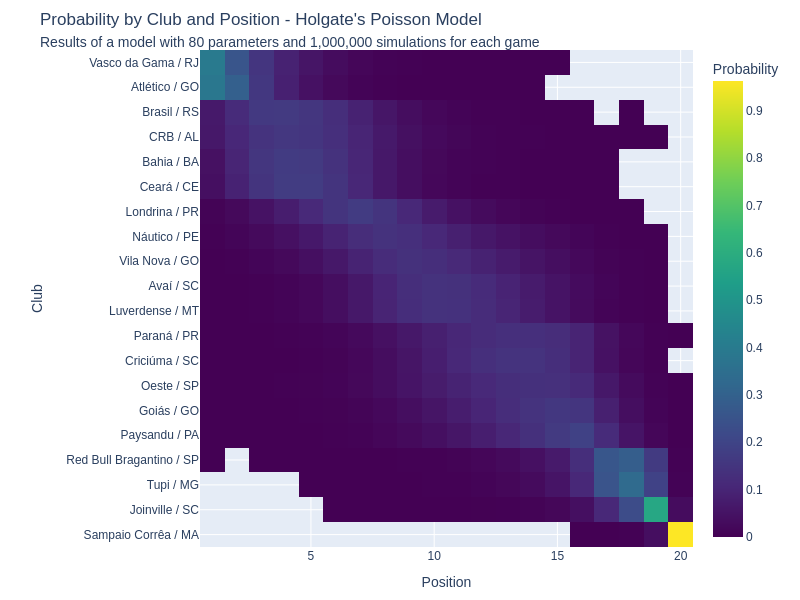 Probability by Club and Position - Holgate's Poisson Model
Results of a model with 80 parameters and 1,000,000 simulations for each game
Probability
Vasco da Gama / RJ
Atlético / GO
Brasil / RS
CRB / AL
Bahia / BA
Ceará / CE
Londrina / PR
Náutico / PE
Vila Nova / GO
Avaí / SC
Luverdense / MT
Paraná / PR
Criciúma / SC
Oeste / SP
Goiás / GO
Paysandu / PA
Red Bull Bragantino / SP
Tupi / MG
Joinville / SC
Sampaio Corrêa / MA
Club
0.9
0.8
0.7
0.6
0.5
0.4
0.3
0.2
0.1
0
5 10 15 20
Position